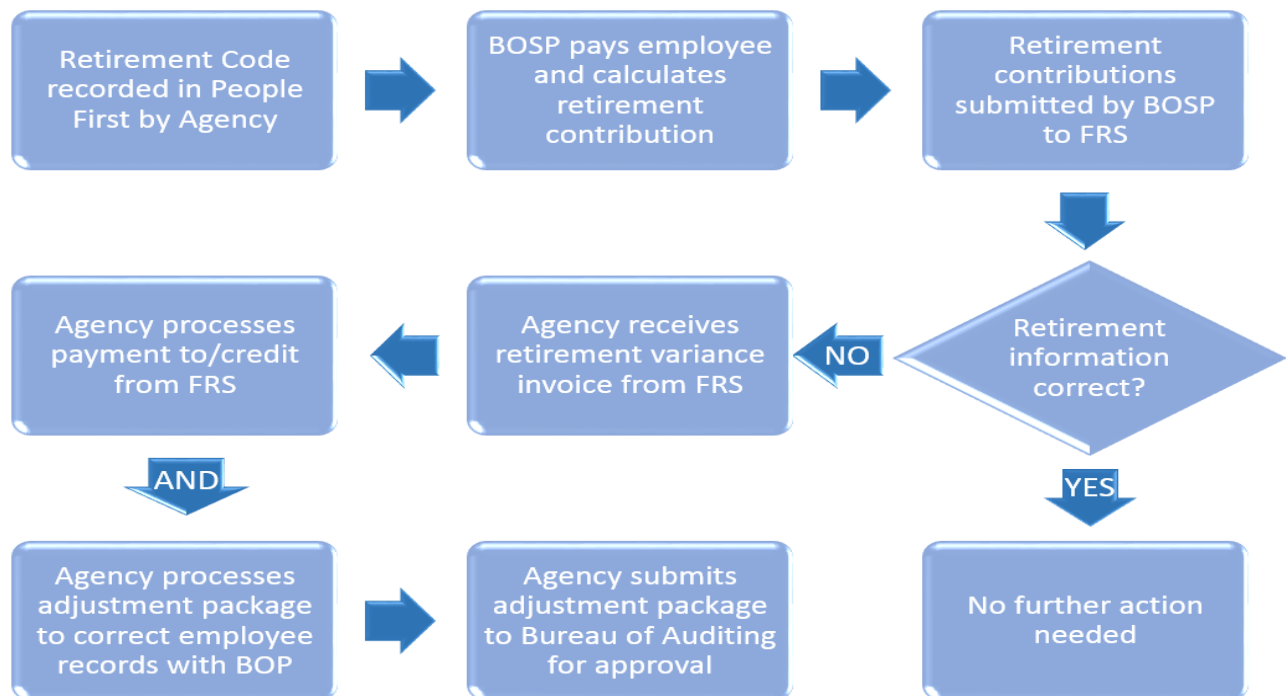 Retirement Code
recorded in People
First by Agency
BOSP pays employee
and calculates
retirement
contribution
Retirement
contributions
submitted by BOSP
to FRS
Retirement
information
correct?
NO
Agency receives
retirement variance
invoice from FRS
Agency processes
payment to/credit
from FRS
AND
YES
Agency processes
adjustment package
to correct employee
records with BOP
Agency submits
adjustment package
to Bureau of Auditing
for approval
No further action
needed